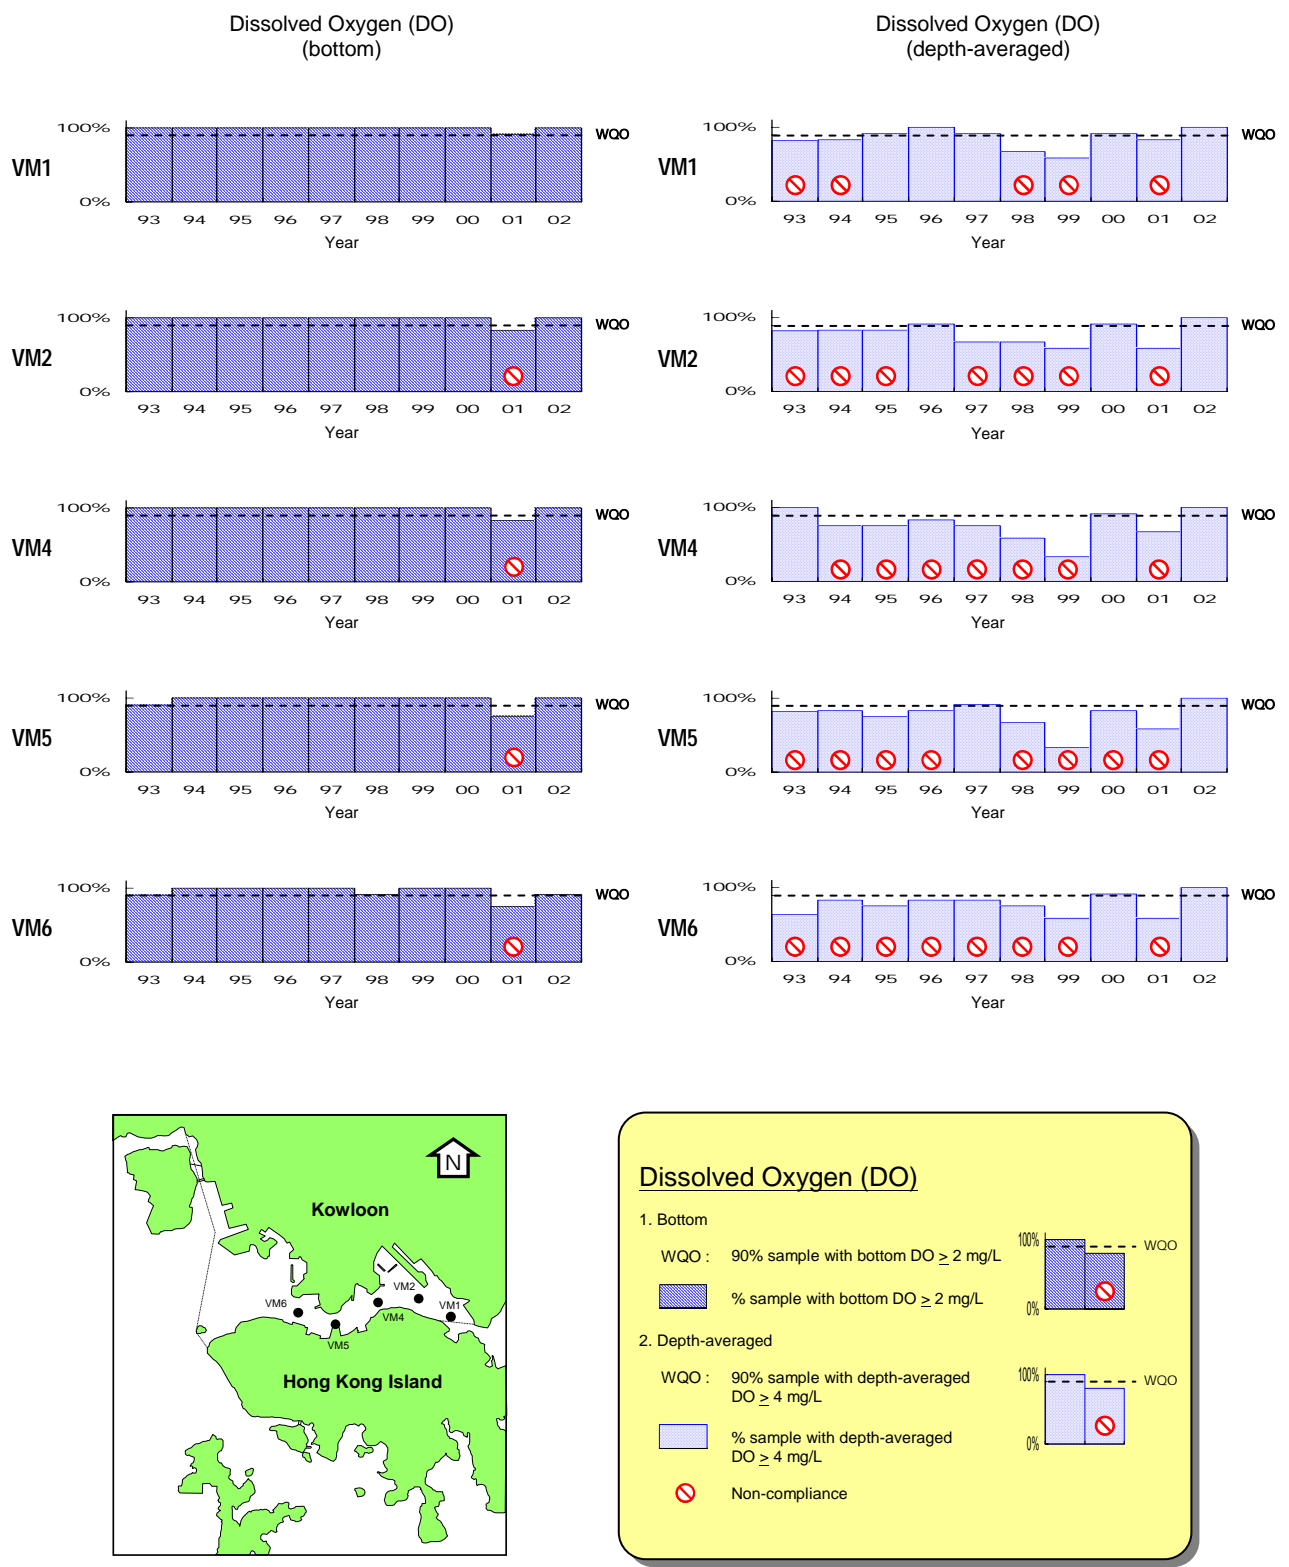 Dissolved Oxygen (DO)
(bottom)
Dissolved Oxygen (DO)
(depth-averaged)
VM1
100%
0%
WQO
93 94 95 96 97 98 99 00 01 02
Year
VM1
100%
0%
WQO
93 94 95 96 97 98 99 00 01 02
Year
VM2
100%
0%
WQO
93 94 95 96 97 98 99 00 01 02
Year
VM2
100%
0%
WQO
93 94 95 96 97 98 99 00 01 02
Year
VM4
100%
0%
WQO
93 94 95 96 97 98 99 00 01 02
Year
VM4
100%
0%
WQO
93 94 95 96 97 98 99 00 01 02
Year
VM5
100%
0%
WQO
93 94 95 96 97 98 99 00 01 02
Year
VM5
100%
0%
WQO
93 94 95 96 97 98 99 00 01 02
Year
VM6
100%
0%
WQO
93 94 95 96 97 98 99 00 01 02
Year
VM6
100%
0%
WQO
93 94 95 96 97 98 99 00 01 02
Year
N
Kowloon
VM2
VM6
VM1
VM4
VM5
Hong Kong Island
Dissolved Oxygen (DO)
1. Bottom
WQO : 90% sample with bottom DO ≥ 2 mg/L
% sample with bottom DO ≥ 2 mg/L
100%
0%
WQO
2. Depth-averaged
WQO : 90% sample with depth-averaged
DO ≥ 4 mg/L
% sample with depth-averaged
DO ≥ 4 mg/L
100%
0%
WQO
Non-compliance